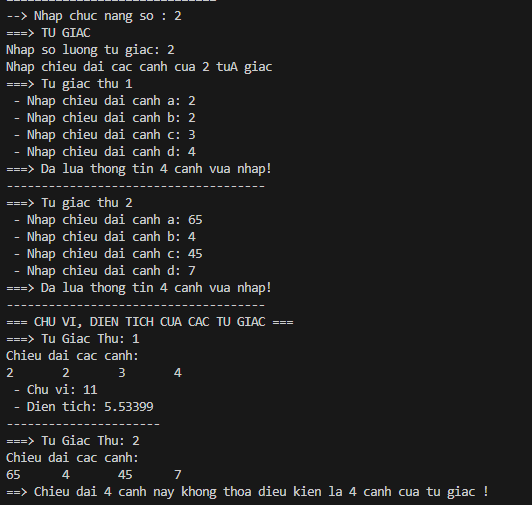 ==============================
--> Nhap chuc nang so : 2
===> TU GIAC
Nhap so luong tu giac: 2
Nhap chieu dai cac canh cua 2 tuA giac
===> Tu giac thu 1
 - Nhap chieu dai canh a: 2
 - Nhap chieu dai canh b: 2
 - Nhap chieu dai canh c: 3
 - Nhap chieu dai canh d: 4
===> Da lua thong tin 4 canh vua nhap!
-------------------------------------
===> Tu giac thu 2
 - Nhap chieu dai canh a: 65
 - Nhap chieu dai canh b: 4
 - Nhap chieu dai canh c: 45
 - Nhap chieu dai canh d: 7
===> Da lua thong tin 4 canh vua nhap!
-------------------------------------
=== CHU VI, DIEN TICH CUA CAC TU GIAC ===
===> Tu Giac Thu: 1
Chieu dai cac canh:
2       2       3       4
 - Chu vi: 11
 - Dien tich: 5.53399
----------------------
===> Tu Giac Thu: 2
Chieu dai cac canh:
65      4       45      7
==> Chieu dai 4 canh nay khong thoa dieu kien la 4 canh cua tu giac !